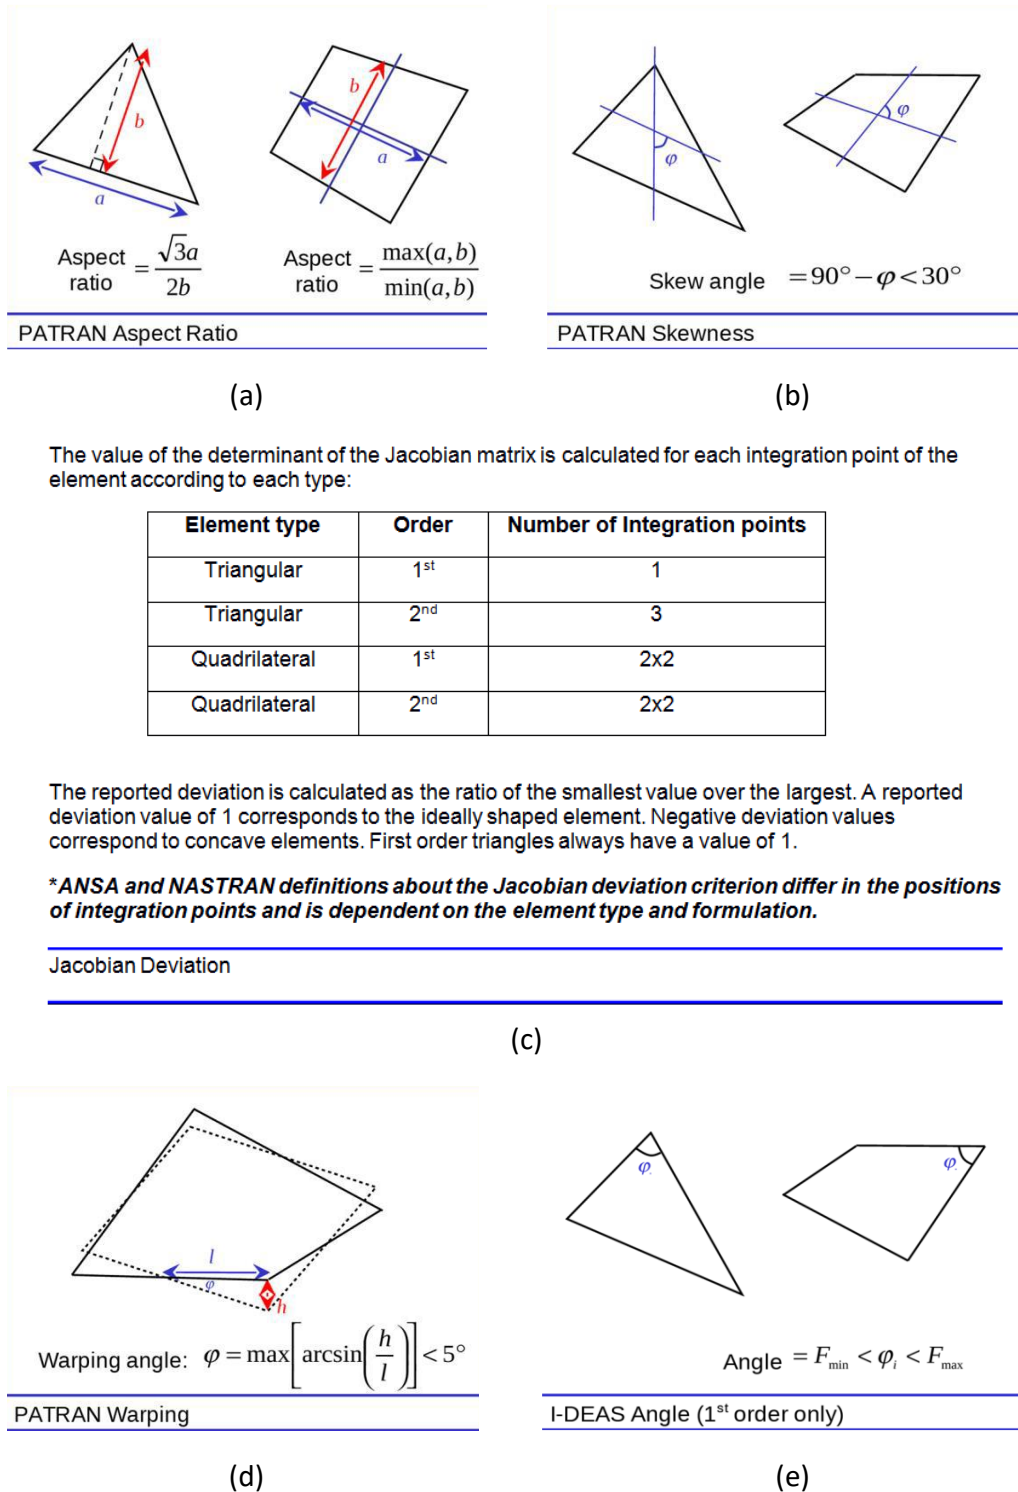 b
a
b
a
Aspect ratio = √3a / 2b
Aspect ratio = max(a,b) / min(a,b)
PATRAN Aspect Ratio
(a)
φ
φ
Skew angle =90°−φ<30°
PATRAN Skewness
(b)
The value of the determinant of the Jacobian matrix is calculated for each integration point of the
element according to each type:
Element type Order Number of Integration points
Triangular 1st 1
Triangular 2nd 3
Quadrilateral 1st 2x2
Quadrilateral 2nd 2x2
The reported deviation is calculated as the ratio of the smallest value over the largest. A reported
deviation value of 1 corresponds to the ideally shaped element. Negative deviation values
correspond to concave elements. First order triangles always have a value of 1.
*ANSA and NASTRAN definitions about the Jacobian deviation criterion differ in the positions
of integration points and is dependent on the element type and formulation.
Jacobian Deviation
(c)
l
φ
h
Warping angle: φ = max[arcsin(h/l)] < 5°
PATRAN Warping
(d)
φ.
φ.
Angle = Fmin < φi < Fmax
I-DEAS Angle (1st order only)
(e)